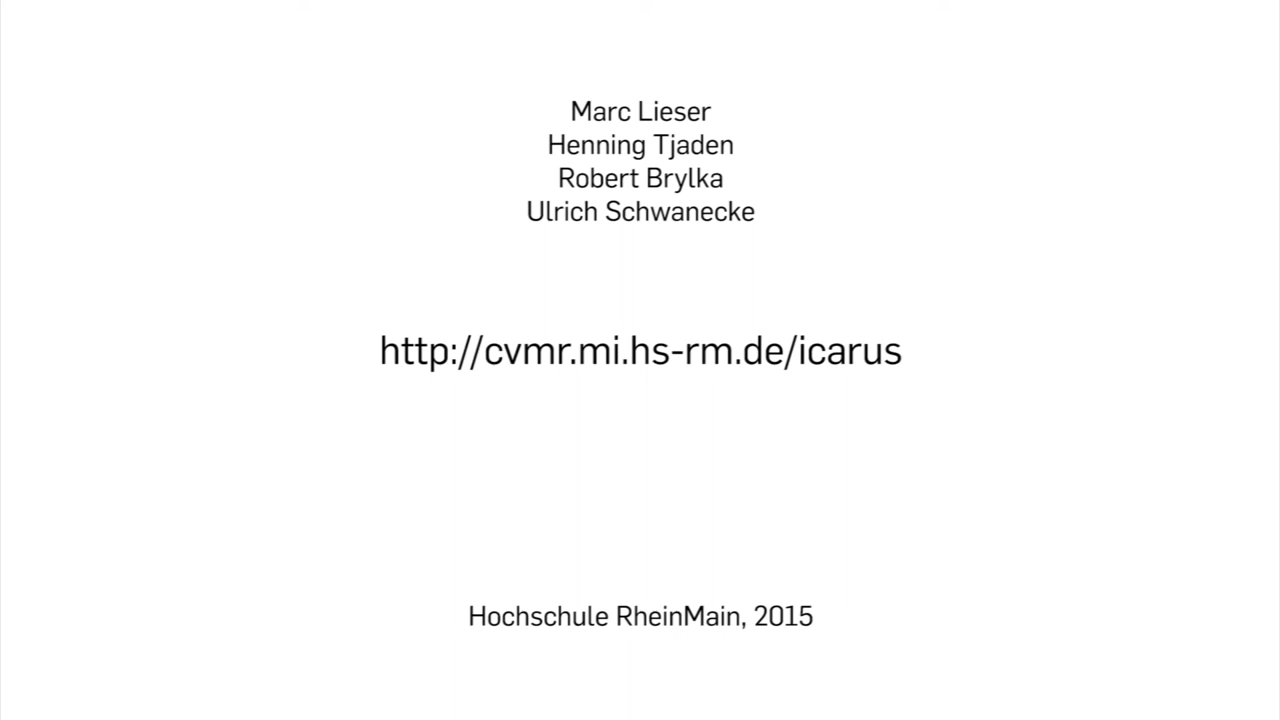 Marc Lieser
Henning Tjaden
Robert Brylka
Ulrich Schwanecke
http://cvmr.mi.hs-rm.de/icarus
Hochschule RheinMain, 2015